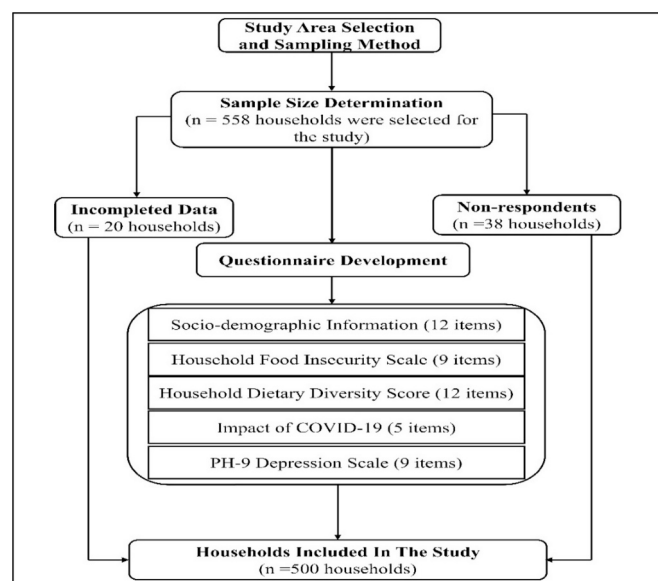 Study Area Selection
and Sampling Method
Sample Size Determination
(n = 558 households were selected for
the study)
Incompleted Data
(n = 20 households)
Non-respondents
(n =38 households)
Questionnaire Development
Socio-demographic Information (12 items)
Household Food Insecurity Scale (9 items)
Household Dietary Diversity Score (12 items)
Impact of COVID-19 (5 items)
PH-9 Depression Scale (9 items)
Households Included In The Study
n =500 households)